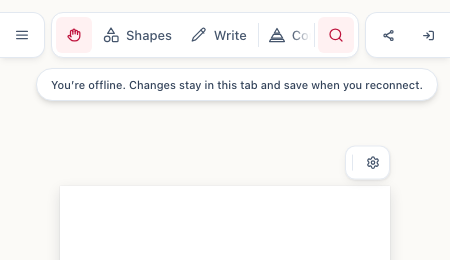 Shapes Write Co
You're offline. Changes stay in this tab and save when you reconnect.